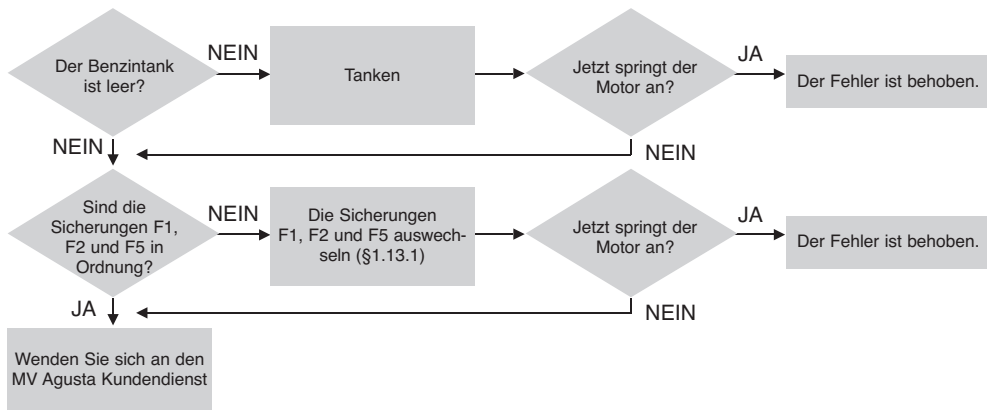 Der Benzintank
ist leer?
NEIN
Tanken
Jetzt springt der
Motor an?
JA
Der Fehler ist behoben.
NEIN
NEIN
Sind die
Sicherungen F1,
F2 und F5 in
Ordnung?
NEIN
Die Sicherungen
F1, F2 und F5 auswech-
seln (§1.13.1)
Jetzt springt der
Motor an?
JA
Der Fehler ist behoben.
JA
NEIN
Wenden Sie sich an den
MV Agusta Kundendienst